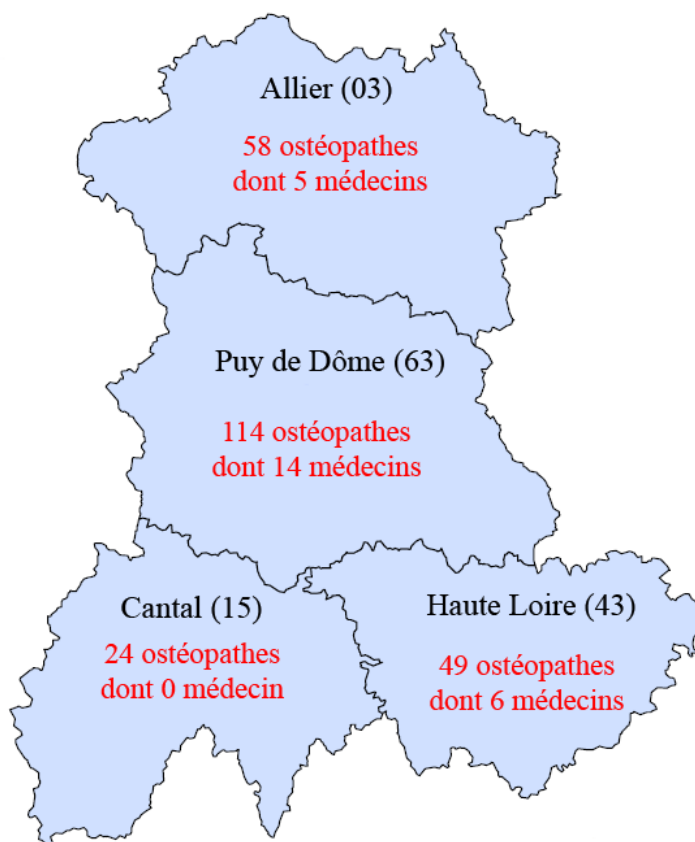 Allier (03)
58 ostéopathes
dont 5 médecins
Puy de Dôme (63)
114 ostéopathes
dont 14 médecins
Cantal (15)
24 ostéopathes
dont 0 médecin
Haute Loire (43)
49 ostéopathes
dont 6 médecins